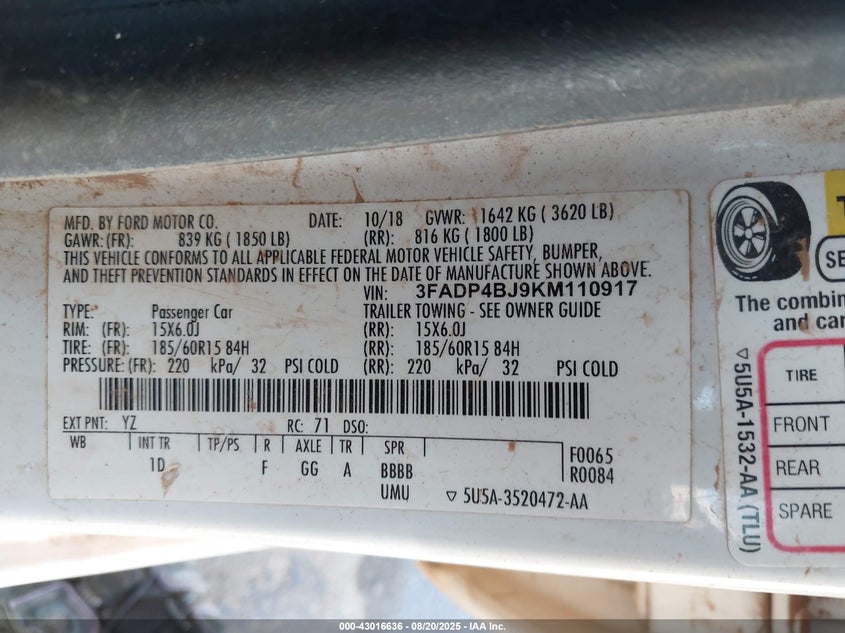 MFD. BY FORD MOTOR CO. DATE: 10/18 GVWR: 1642 KG ( 3620 LB)
GAWR: (FR): 839 KG ( 1850 LB) (RR): 816 KG ( 1800 LB)
THIS VEHICLE CONFORMS TO ALL APPLICABLE FEDERAL MOTOR VEHICLE SAFETY, BUMPER,
AND THEFT PREVENTION STANDARDS IN EFFECT ON THE DATE OF MANUFACTURE SHOWN ABOVE.
VIN: 3FADP4BJ9KM110917
TYPE: Passenger Car TRAILER TOWING - SEE OWNER GUIDE
RIM: (FR): 15X6.0J (RR): 15X6.0J
TIRE: (FR): 185/60R15 84H (RR): 185/60R15 84H
PRESSURE: (FR): 220 kPa/ 32 PSI COLD (RR): 220 kPa/ 32 PSI COLD
EXT PNT: YZ RC: 71 DSO:
WB INT TR TP/PS R AXLE TR SPR F0065
1D F GG A BBBB R0084
UMU ▽ 5U5A-3520472-AA
The combin
and car
▽ 5U5A-1532-AA (TLU)
TIRE
FRONT
REAR
SPARE
000-43016636 - 08/20/2025 - IAA Inc.